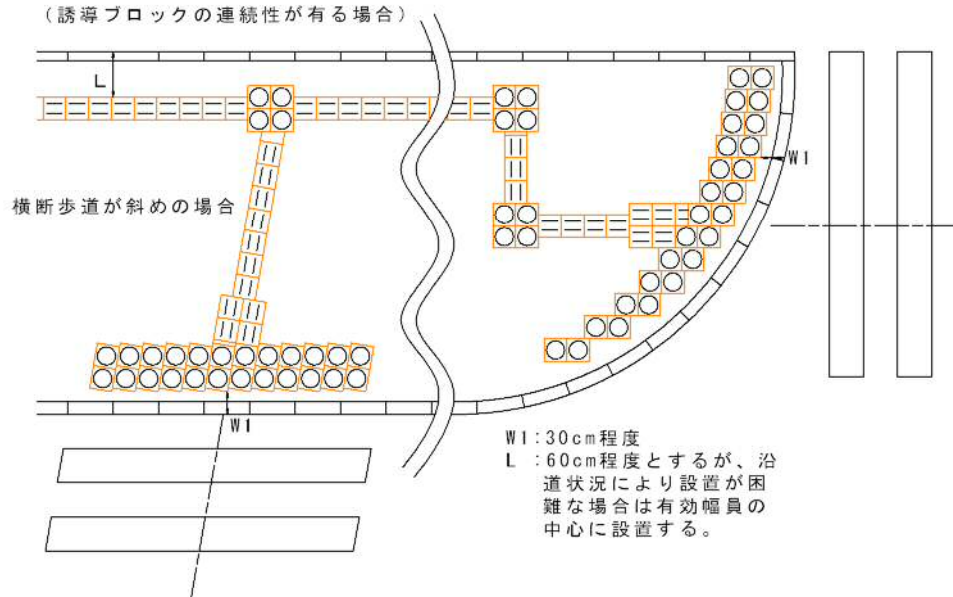 (誘導ブロックの連続性が有る場合)
L
W1
横断歩道が斜めの場合
W1
W1:30cm程度
L :60cm程度とするが、沿
道状況により設置が困
難な場合は有効幅員の
中心に設置する。